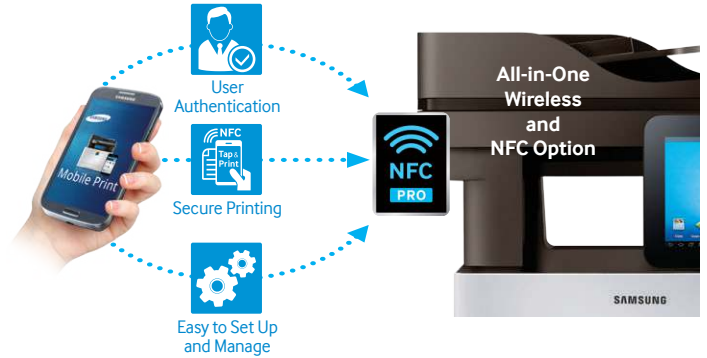 SAMSUNG
SAMSUNG
Mobile Print
User
Authentication
NFC
Tap &
Print
Secure Printing
Easy to Set Up
and Manage
NFC
PRO
All-in-One
Wireless
and
NFC Option
SAMSUNG